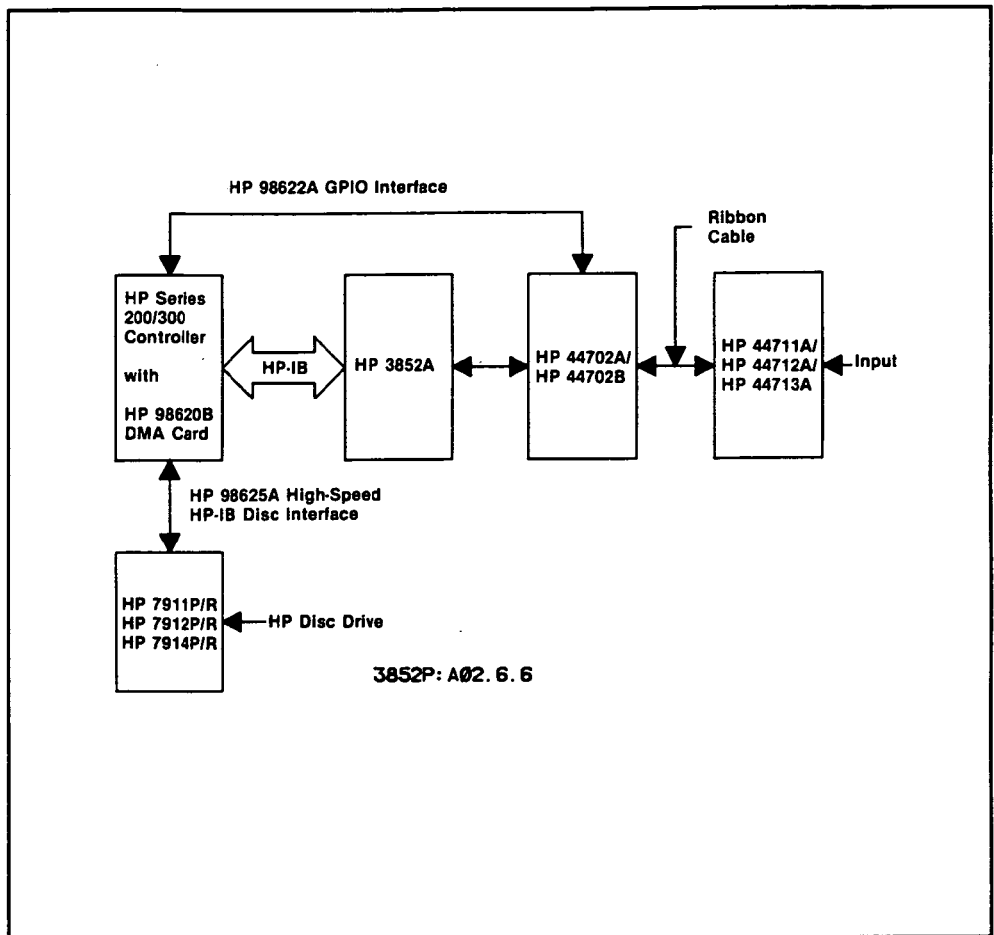 HP 98622A GPIO Interface
Ribbon
Cable
HP Series
200/300
Controller
with
HP 98620B
DMA Card
HP-IB
HP 3852A
HP 44702A/
HP 44702B
HP 44711A/
HP 44712A/
HP 44713A
Input
HP 98625A High-Speed
HP-IB Disc Interface
HP 7911P/R
HP 7912P/R
HP 7914P/R
HP Disc Drive
3852P: A02.6.6